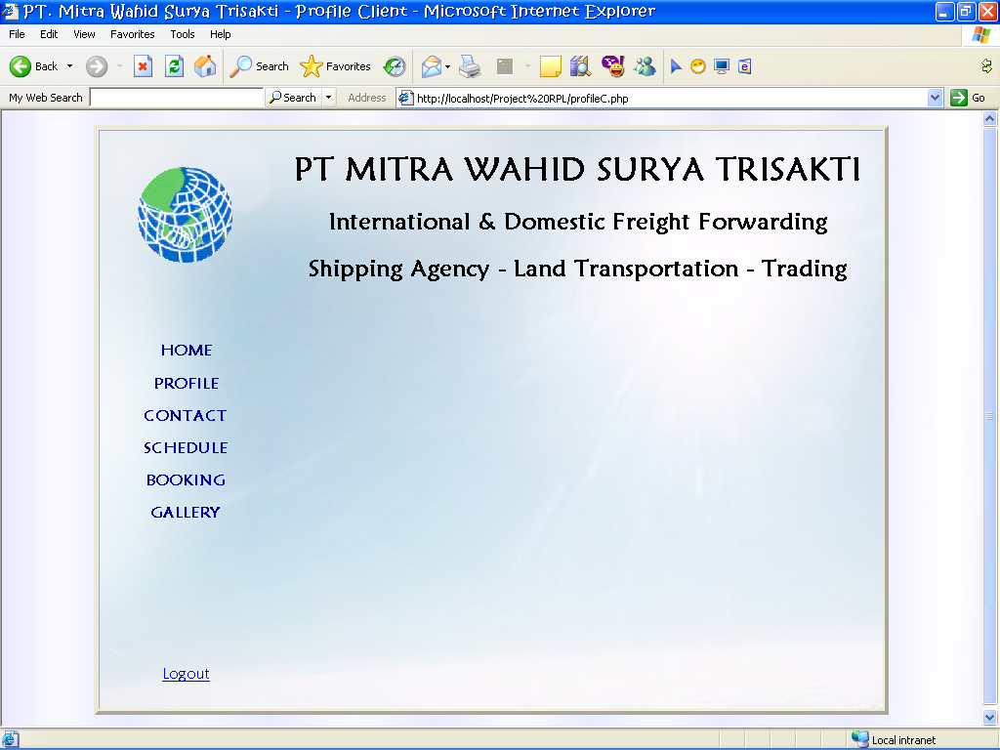 PT. Mitra Wahid Surya Trisakti - Profile Client - Microsoft Internet Explorer
File Edit View Favorites Tools Help
Back Search Favorites
My Web Search Search Address http://localhost/Project%20RPL/profileC.php Go
PT MITRA WAHID SURYA TRISAKTI
International & Domestic Freight Forwarding
Shipping Agency - Land Transportation - Trading
HOME
PROFILE
CONTACT
SCHEDULE
BOOKING
GALLERY
Logout
Local intranet